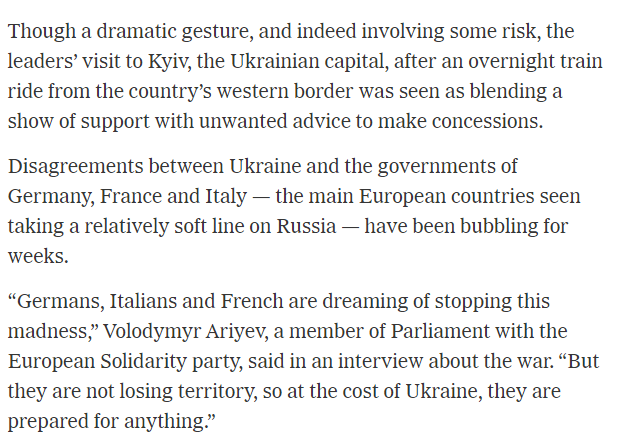 Though a dramatic gesture, and indeed involving some risk, the
leaders’ visit to Kyiv, the Ukrainian capital, after an overnight train
ride from the country’s western border was seen as blending a
show of support with unwanted advice to make concessions.
Disagreements between Ukraine and the governments of
Germany, France and Italy — the main European countries seen
taking a relatively soft line on Russia — have been bubbling for
weeks.
“Germans, Italians and French are dreaming of stopping this
madness,” Volodymyr Ariyev, a member of Parliament with the
European Solidarity party, said in an interview about the war. “But
they are not losing territory, so at the cost of Ukraine, they are
prepared for anything.”